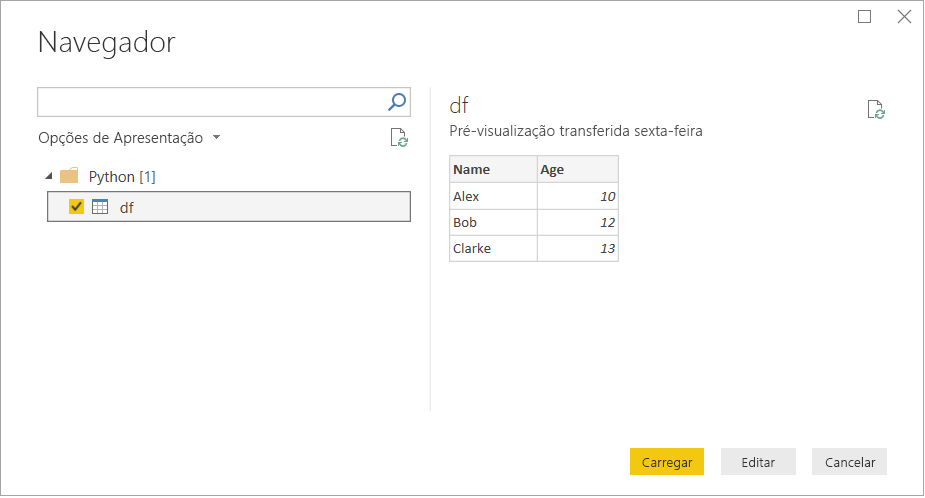 Navegador
Opções de Apresentação
Python [1]
df
df
Pré-visualização transferida sexta-feira
Name Age
Alex 10
Bob 12
Clarke 13
Carregar Editar Cancelar